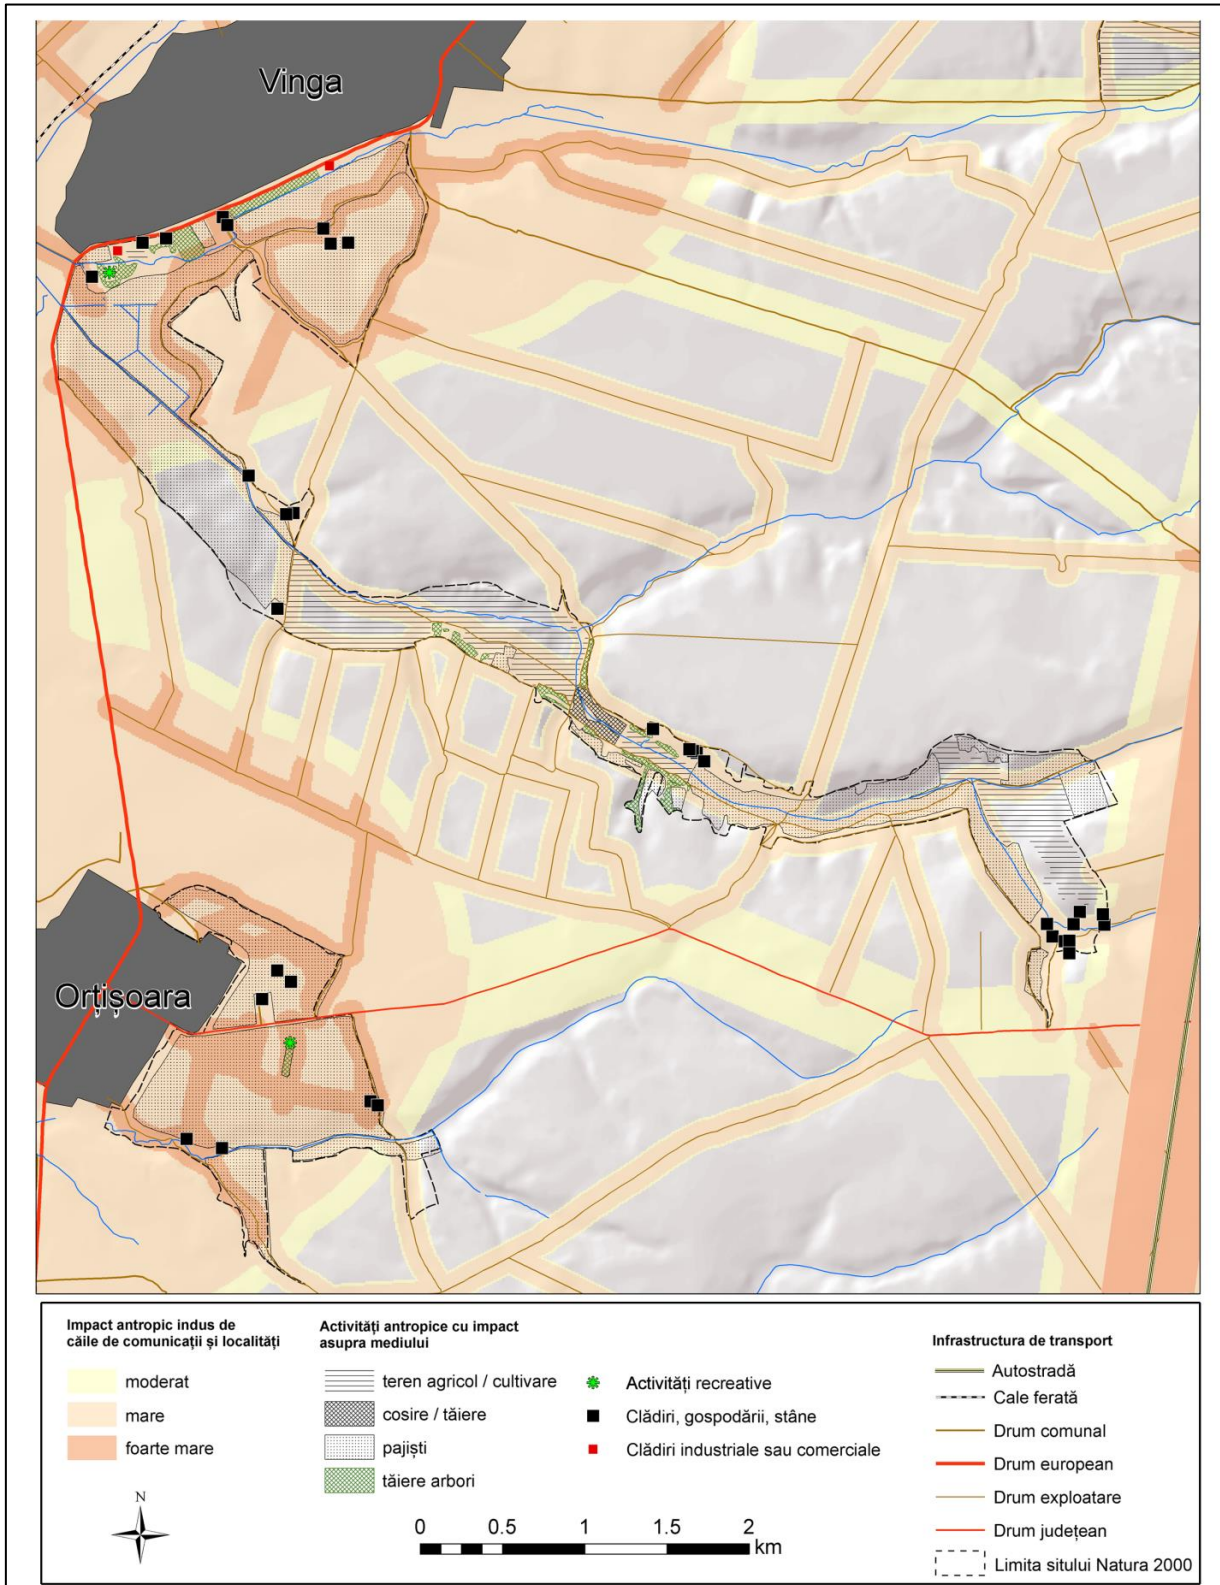 Vinga
Ortișoara
Impact antropic indus de
căile de comunicații și localități
moderat
mare
foarte mare
N
Activități antropice cu impact
asupra mediului
teren agricol / cultivare
cosire / tăiere
pajiști
tăiere arbori
Activități recreative
Clădiri, gospodării, stâne
Clădiri industriale sau comerciale
0 0.5 1 1.5 2
km
Infrastructura de transport
Autostradă
Cale ferată
Drum comunal
Drum european
Drum exploatare
Drum județean
Limita sitului Natura 2000